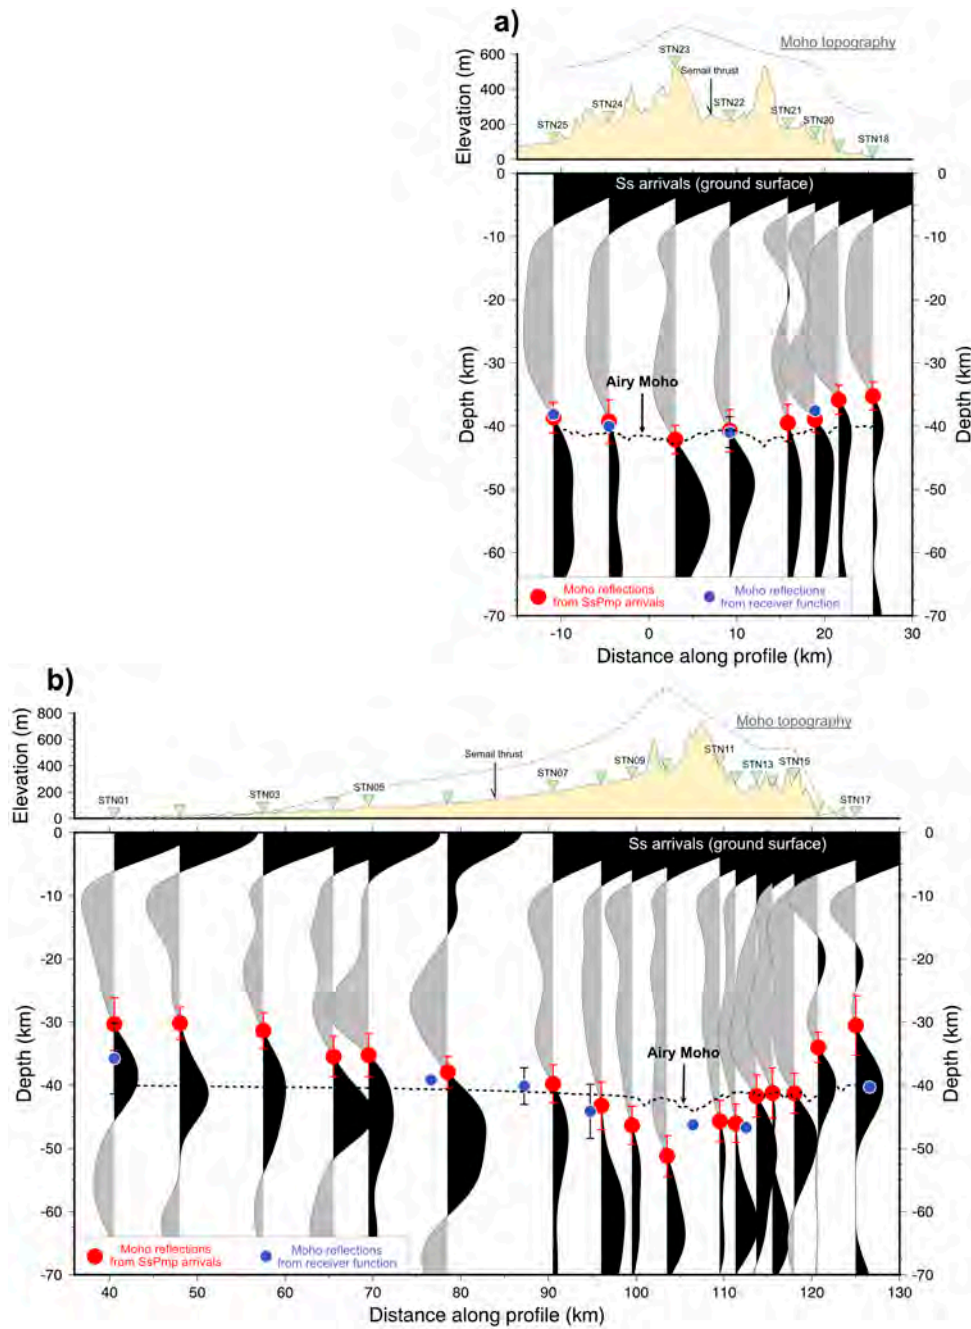 a)
Moho topography
Elevation (m)
600
400
200
0
STN25
STN24
STN23
Semail thrust
STN22
STN21
STN20
STN18
Ss arrivals (ground surface)
Depth (km)
0
-10
-20
-30
-40
-50
-60
-70
Airy Moho
Depth (km)
0
-10
-20
-30
-40
-50
-60
-70
Moho reflections
from SsPmp arrivals
Moho reflections
from receiver function
-10
0
10
20
30
Distance along profile (km)
b)
Moho topography
Elevation (m)
800
600
400
200
0
STN01
STN03
STN05
Semail thrust
STN07
STN09
STN11
STN13
STN15
STN17
Ss arrivals (ground surface)
Depth (km)
0
-10
-20
-30
-40
-50
-60
-70
Airy Moho
Depth (km)
0
-10
-20
-30
-40
-50
-60
-70
Moho reflections
from SsPmp arrivals
Moho reflections
from receiver function
40
50
60
70
80
90
100
110
120
130
Distance along profile (km)